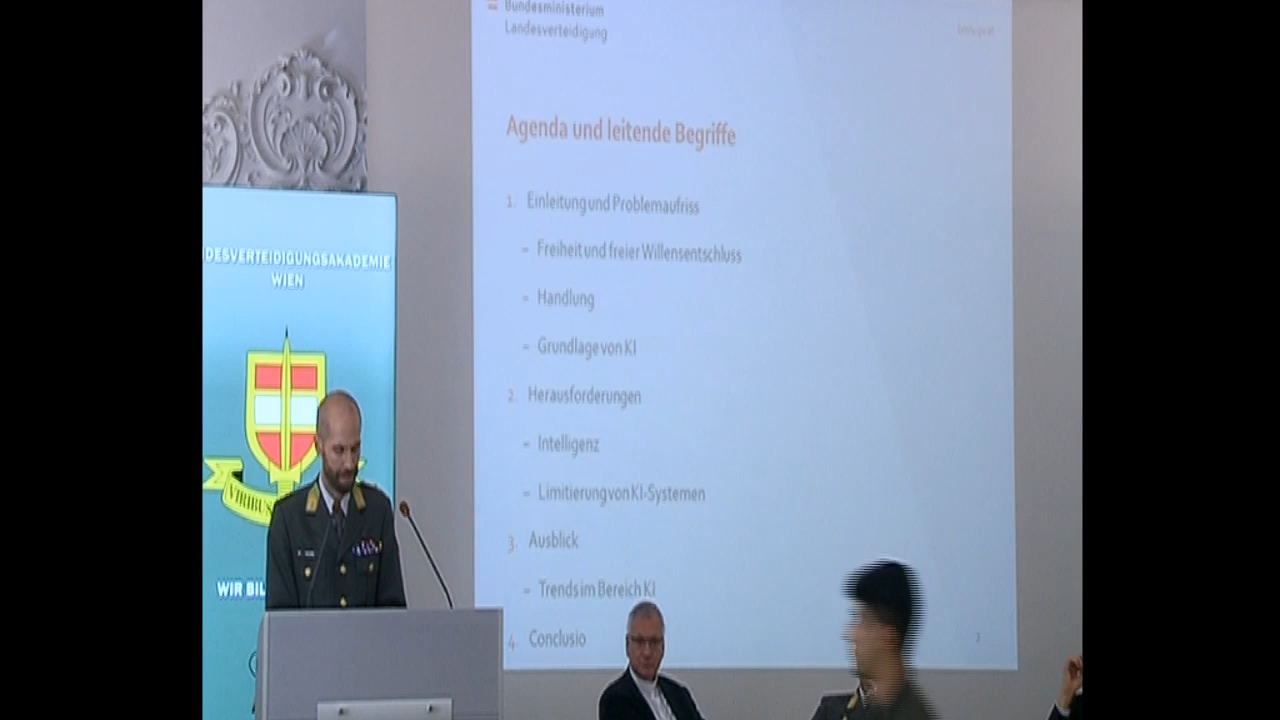 Bundesministerium
Landesverteidigung
Agenda und leitende Begriffe
1. Einleitung und Problemaufriss
- Freiheit und freier Willensentschluss
- Handlung
- Grundlage von KI
2. Herausforderungen
- Intelligenz
- Limitierung von KI-Systemen
3. Ausblick
- Trends im Bereich KI
4. Conclusio
DESVERTEIDIGUNGSAKADEMIE
WIEN
VIRIBUS
WIR BIL